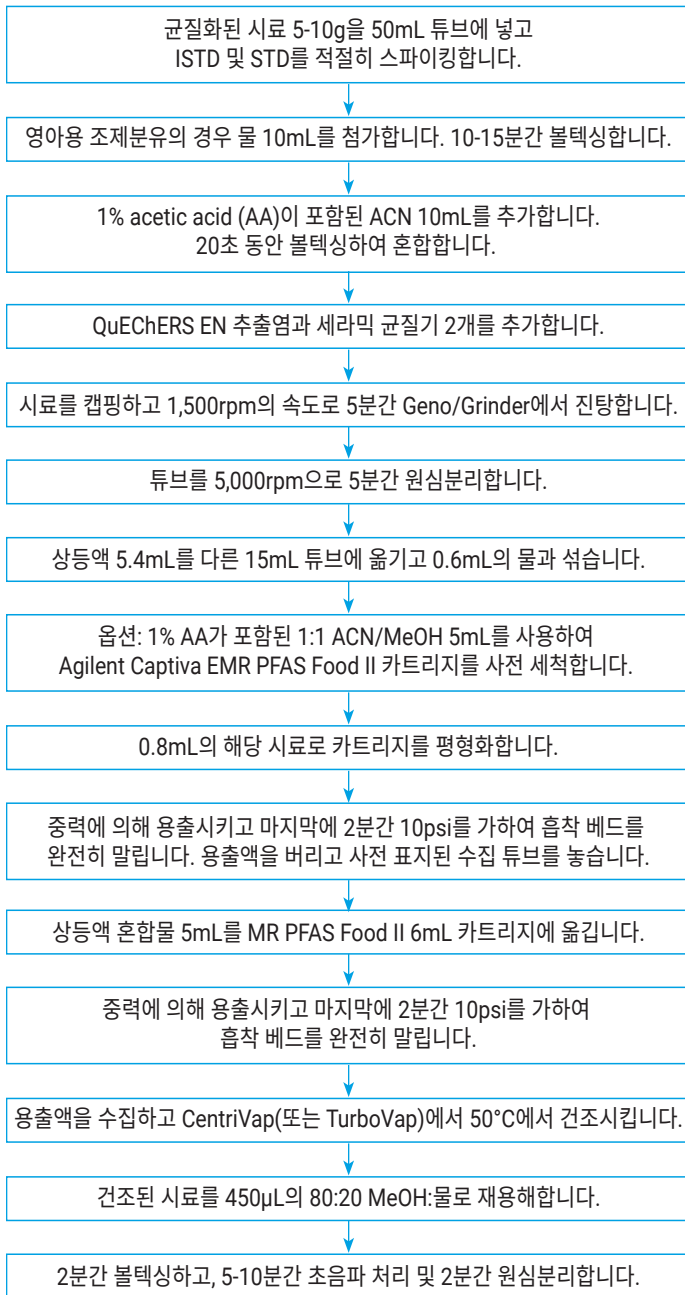 균질화된 시료 5-10g을 50mL 튜브에 넣고
ISTD 및 STD를 적절히 스파이킹합니다.
영아용 조제분유의 경우 물 10mL를 첨가합니다. 10-15분간 볼텍싱합니다.
1% acetic acid (AA)이 포함된 ACN 10mL를 추가합니다.
20초 동안 볼텍싱하여 혼합합니다.
QuEChERS EN 추출염과 세라믹 균질기 2개를 추가합니다.
시료를 캡핑하고 1,500rpm의 속도로 5분간 Geno/Grinder에서 진탕합니다.
튜브를 5,000rpm으로 5분간 원심분리합니다.
상등액 5.4mL를 다른 15mL 튜브에 옮기고 0.6mL의 물과 섞습니다.
옵션: 1% AA가 포함된 1:1 ACN/MeOH 5mL를 사용하여
Agilent Captiva EMR PFAS Food II 카트리지를 사전 세척합니다.
0.8mL의 해당 시료로 카트리지를 평형화합니다.
중력에 의해 용출시키고 마지막에 2분간 10psi를 가하여 흡착 베드를
완전히 말립니다. 용출액을 버리고 사전 표지된 수집 튜브를 놓습니다.
상등액 혼합물 5mL를 MR PFAS Food II 6mL 카트리지에 옮깁니다.
중력에 의해 용출시키고 마지막에 2분간 10psi를 가하여
흡착 베드를 완전히 말립니다.
용출액을 수집하고 CentriVap(또는 TurboVap)에서 50°C에서 건조시킵니다.
건조된 시료를 450µL의 80:20 MeOH:물로 재용해합니다.
2분간 볼텍싱하고, 5-10분간 초음파 처리 및 2분간 원심분리합니다.